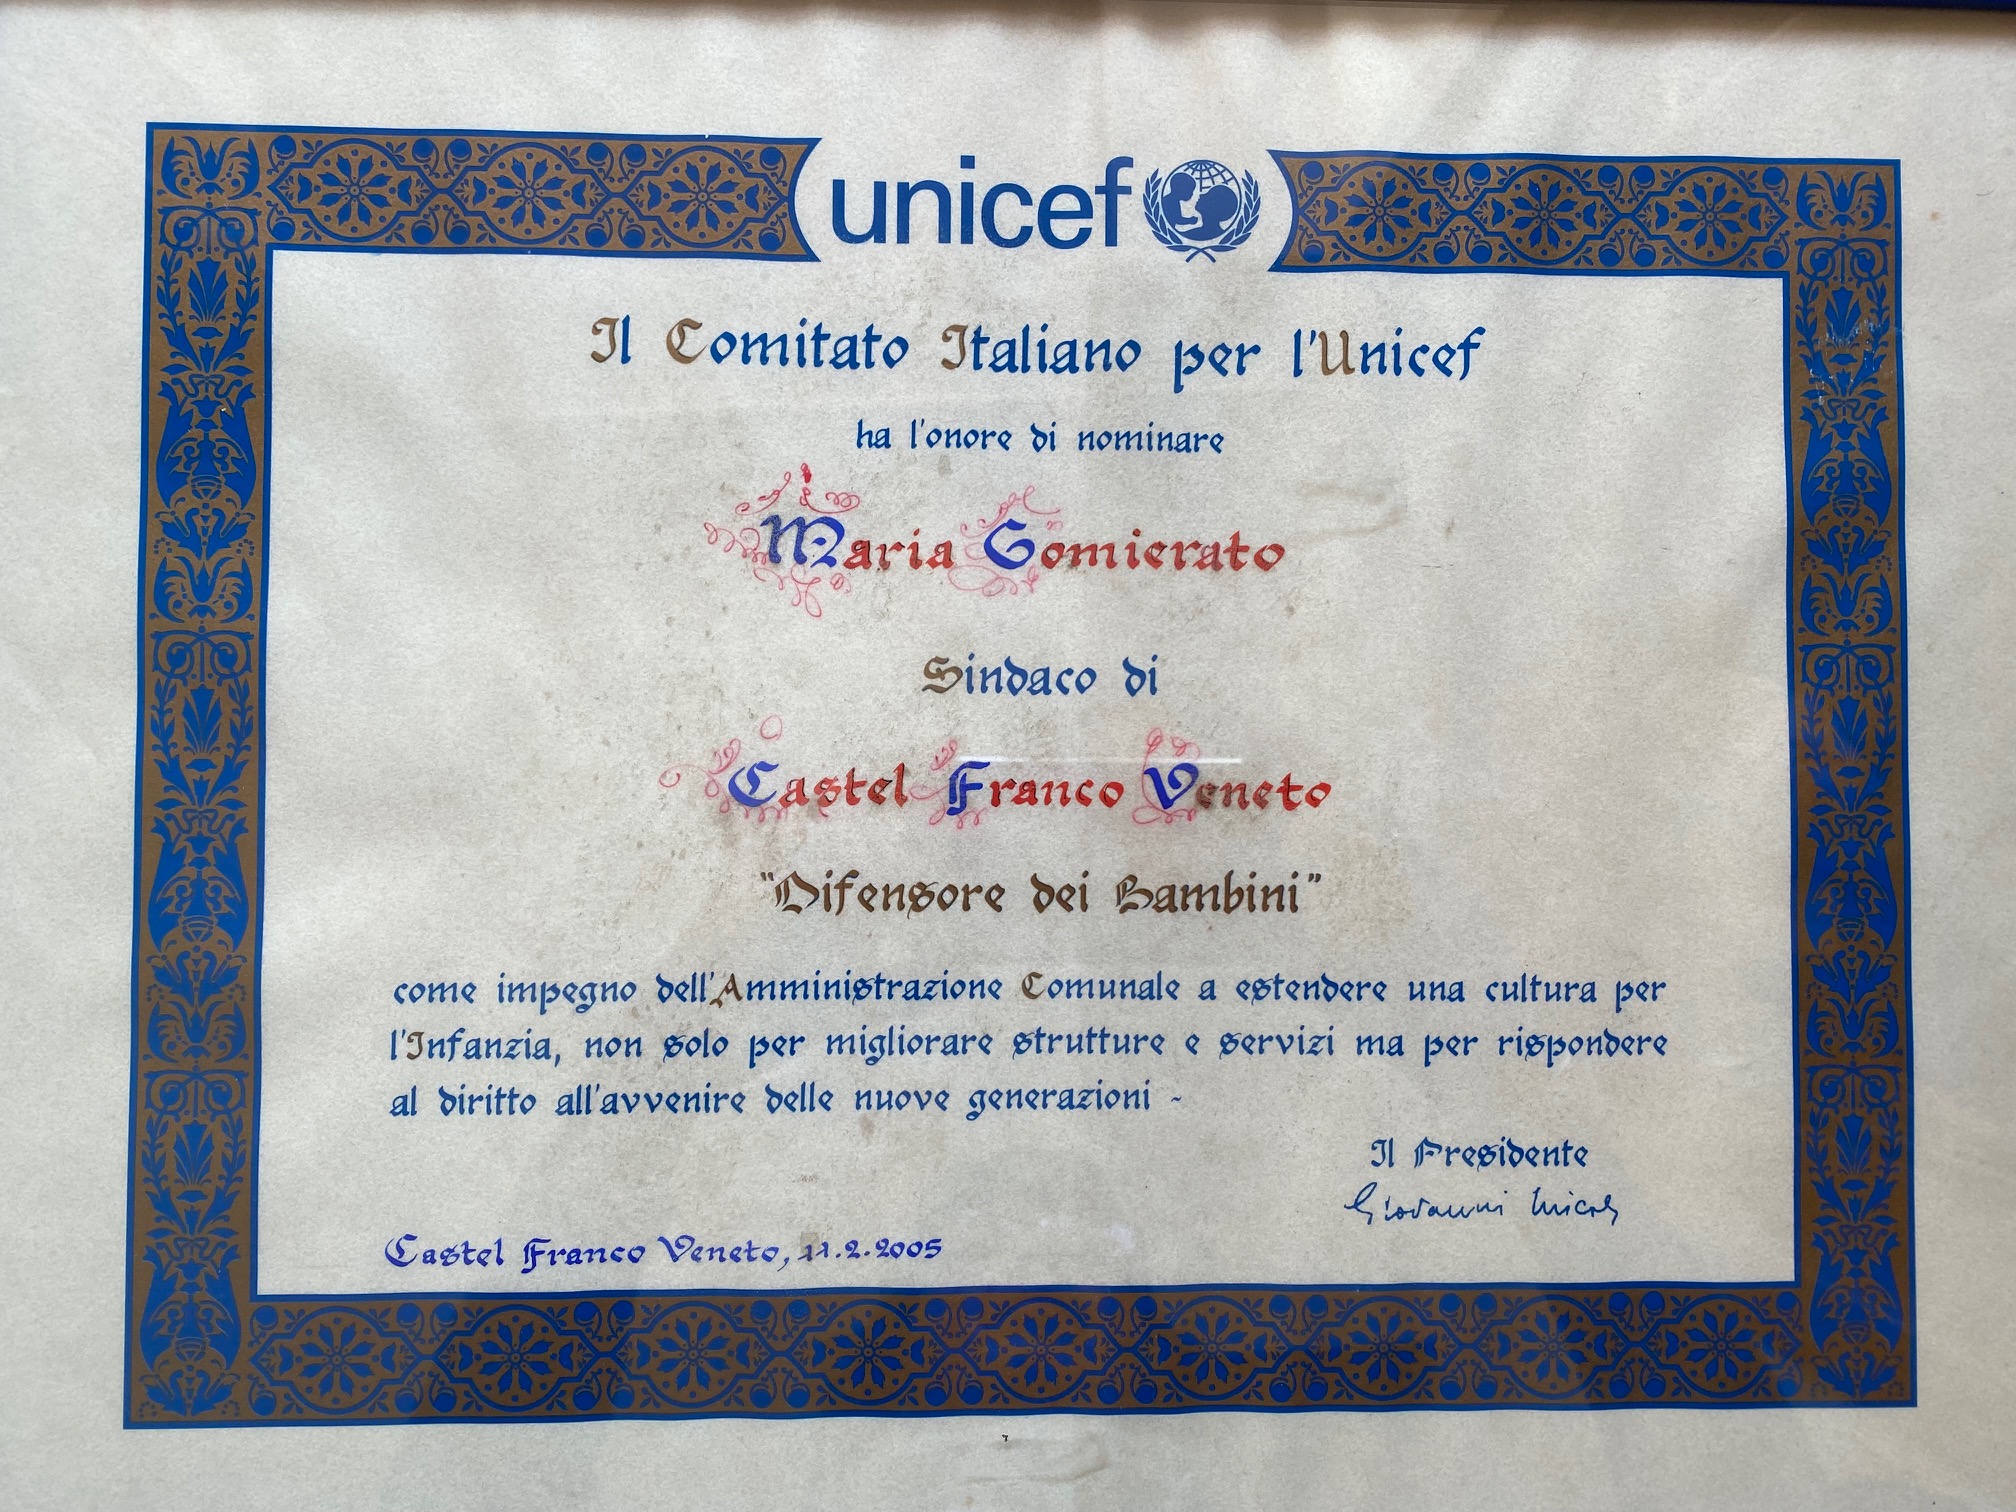 unicef
Il Comitato Italiano per l'Unicef
ha l'onore di nominare
Maria Gomierato
Sindaco di
Castel Franco Veneto
"Difensore dei Bambini"
come impegno dell'Amministrazione Comunale a estendere una cultura per
l'Infanzia, non solo per migliorare strutture e servizi ma per rispondere
al diritto all'avvenire delle nuove generazioni -
Il Presidente
Giovanni Micali
Castel Franco Veneto, 11.2.2005